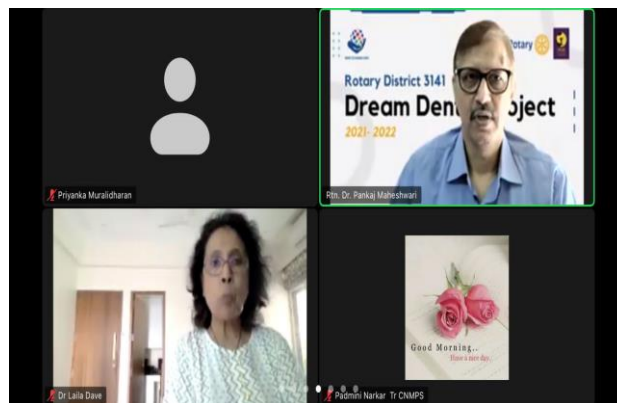 Priyanka Muralidharan
Rotary
Rotary District 3141
Dream Den oject
2021-2022
Rtn. Dr. Pankaj Maheshwari
Dr Laila Dave
Good Morning..
Have a nice day..
Padmini Narkar Tr CNMPS